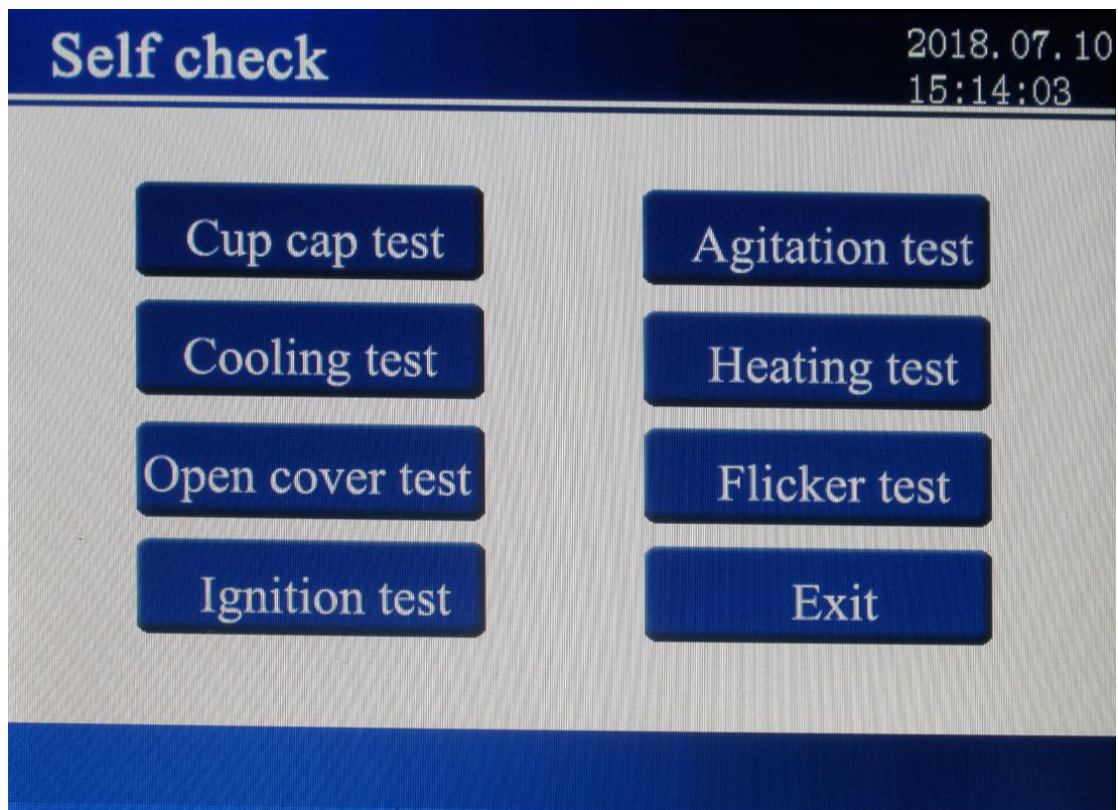 Self check
2018.07.10
15:14:03
Cup cap test
Agitation test
Cooling test
Heating test
Open cover test
Flicker test
Ignition test
Exit